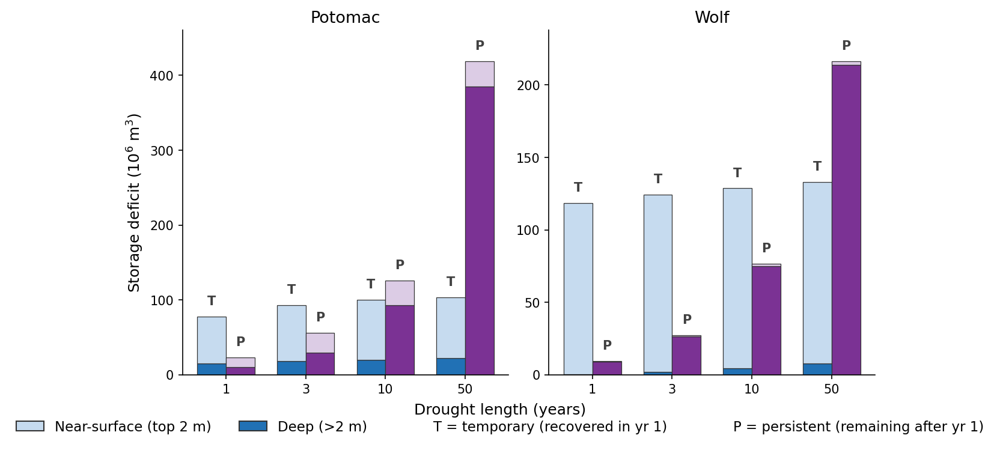 Potomac
Wolf
Storage deficit (10⁶ m³)
400
300
200
100
0
T
P
T
P
T
P
T
P
1
3
10
50
200
150
100
50
0
T
P
T
P
T
P
T
P
1
3
10
50
Drought length (years)
Near-surface (top 2 m)
Deep (>2 m)
T = temporary (recovered in yr 1)
P = persistent (remaining after yr 1)